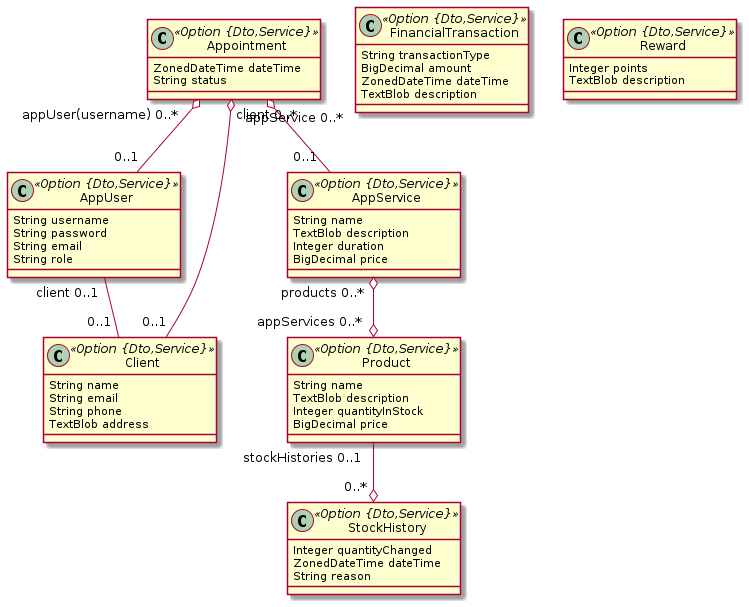 C «Option {Dto,Service}»
Appointment
ZonedDateTime dateTime
String status
C «Option {Dto,Service}»
FinancialTransaction
String transactionType
BigDecimal amount
ZonedDateTime dateTime
TextBlob description
C «Option {Dto,Service}»
Reward
Integer points
TextBlob description
appUser(username) 0..*
client 0..*
appService 0..*
0..1
0..1
C «Option {Dto,Service}»
AppUser
String username
String password
String email
String role
C «Option {Dto,Service}»
AppService
String name
TextBlob description
Integer duration
BigDecimal price
client 0..1
products 0..*
0..1
0..1
appServices 0..*
C «Option {Dto,Service}»
Client
String name
String email
String phone
TextBlob address
C «Option {Dto,Service}»
Product
String name
TextBlob description
Integer quantityInStock
BigDecimal price
stockHistories 0..1
0..*
C «Option {Dto,Service}»
StockHistory
Integer quantityChanged
ZonedDateTime dateTime
String reason